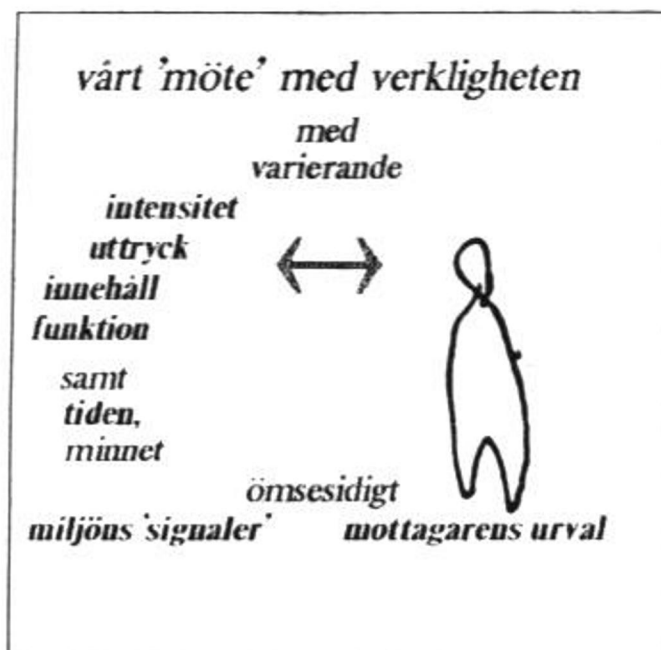 vårt 'möte' med verkligheten
med
varierande
intensitet
uttryck
innehåll
funktion
samt
tiden,
minnet
ömsesidigt
miljöns 'signaler'
mottagarens urval